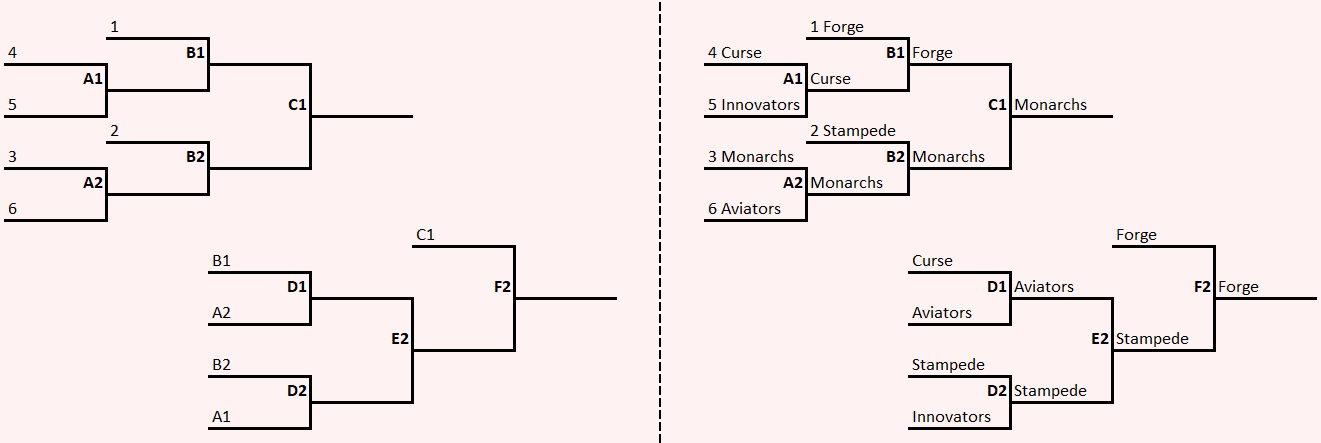 1
4
B1
A1
5
C1
2
3
B2
A2
6
C1
B1
D1
F2
A2
E2
B2
D2
A1
1 Forge
4 Curse
B1 Forge
A1 Curse
5 Innovators
C1 Monarchs
2 Stampede
3 Monarchs
B2 Monarchs
A2 Monarchs
6 Aviators
Forge
Curse
D1 Aviators
F2 Forge
Aviators
E2 Stampede
Stampede
D2 Stampede
Innovators